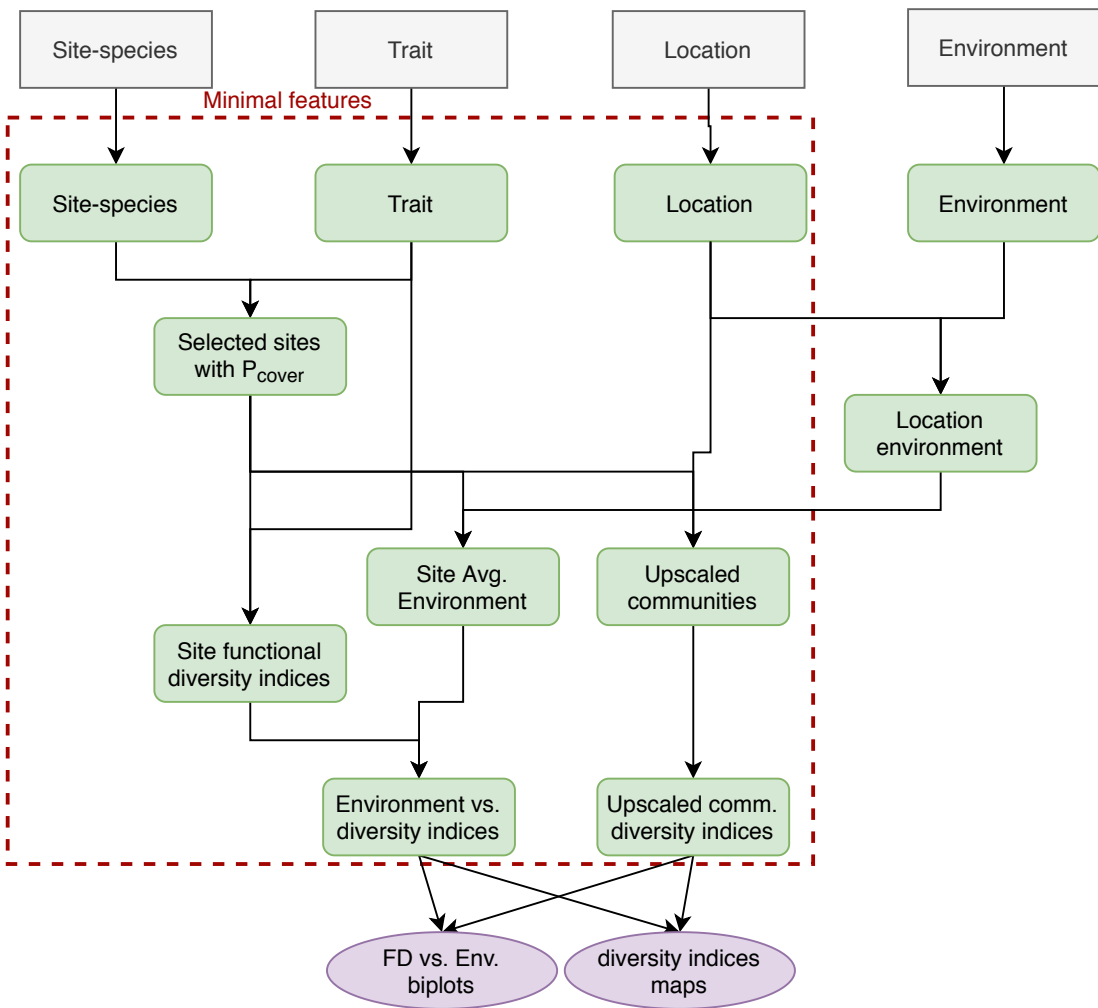 Site-species
Trait
Location
Environment
Minimal features
Site-species
Trait
Location
Environment
Selected sites
with Pcover
Location
environment
Site Avg.
Environment
Upscaled
communities
Site functional
diversity indices
Environment vs.
diversity indices
Upscaled comm.
diversity indices
FD vs. Env.
biplots
diversity indices
maps